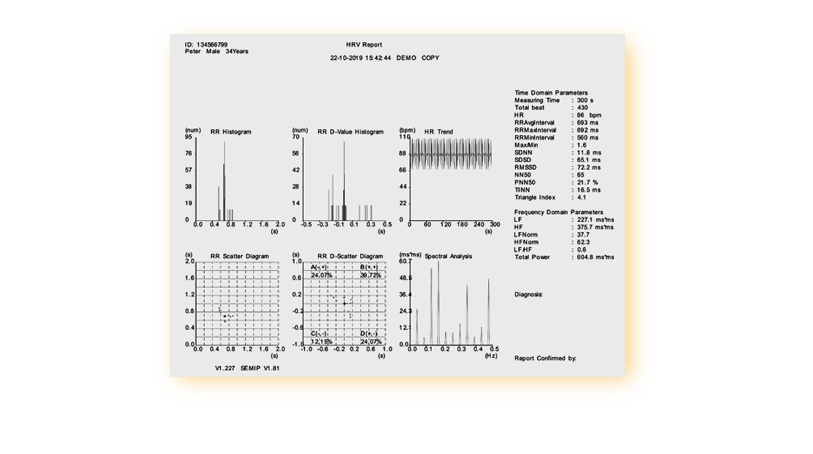 ID: 134566799
Peter Male 34Years
HRV Report
22-10-2019 15:42:44 DEMO COPY
Time Domain Parameters
Measuring Time : 300 s
Total beat : 430
HR : 86 bpm
RRAvgInterval : 693 ms
RRMaxInterval : 892 ms
RRMinInterval : 560 ms
Max/Min : 1.6
SDNN : 11.8 ms
SDSD : 65.1 ms
RMSSD : 72.2 ms
NN50 : 65
PNN50 : 21.7 %
TINN : 16.5 ms
Triangle Index : 4.1
Frequency Domain Parameters
LF : 227.1 ms*ms
HF : 375.7 ms*ms
LFNorm : 37.7
HFNorm : 62.3
LF/HF : 0.6
Total Power : 604.8 ms*ms
Diagnosis:
Report Confirmed by:
(num) RR Histogram
95
76
57
38
19
0
0.0 0.4 0.8 1.2 1.6 2.0
(s)
(num) RR D-Value Histogram
70
56
42
28
14
0
-0.5 -0.3 -0.1 0.1 0.3 0.5
(s)
(bpm) HR Trend
110
88
66
44
22
0
0 60 120 180 240 300
(s)
(s) RR Scatter Diagram
2.0
1.6
1.2
0.8
0.4
0.0
0.0 0.4 0.8 1.2 1.6 2.0
(s)
(s) RR D-Scatter Diagram
1.0
0.6
0.2
-0.2
-0.6
-1.0
A(-,+) B(+,+)
24.07% 39.72%
C(-,-) D(+,-)
12.15% 24.07%
-1.0 -0.6 -0.2 0.2 0.6 1.0
(s)
(ms*ms) Spectral Analysis
60.7
48.5
36.4
24.3
12.1
0.0
0.0 0.1 0.2 0.3 0.4 0.5
(Hz)
V1.227 SEMIP V1.81